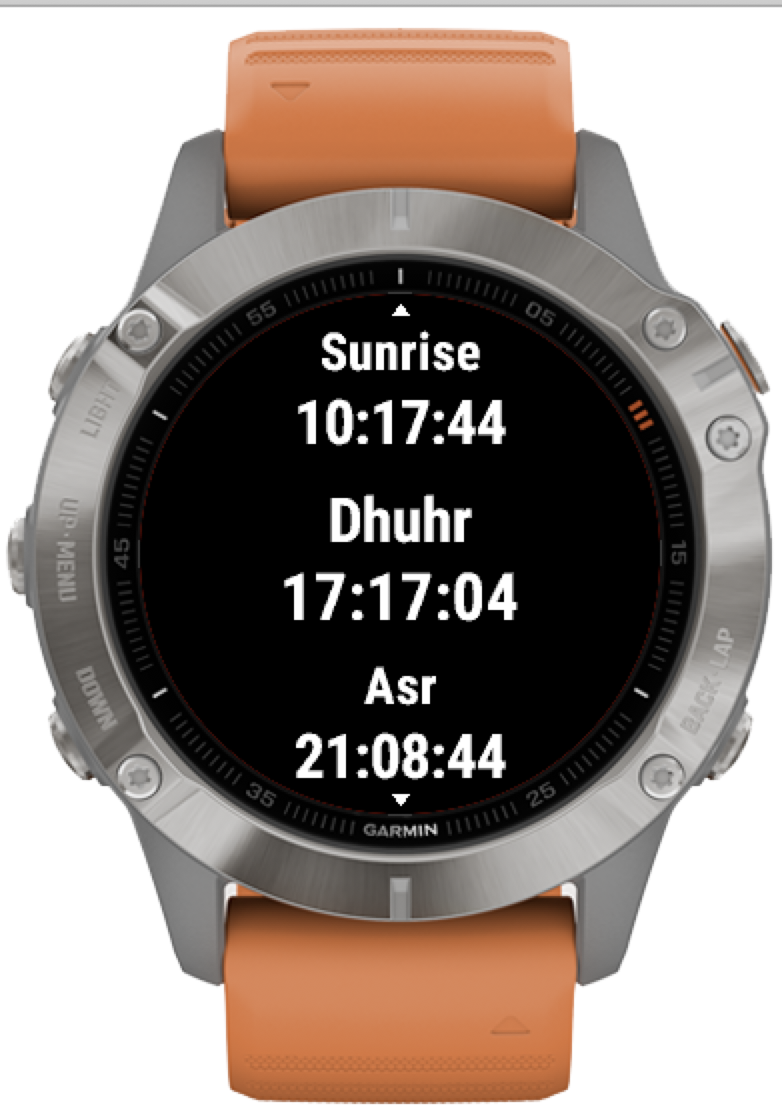 55
05
Sunrise
10:17:44
LIGHT
Dhuhr
17:17:04
UP·MENU
45
15
Asr
21:08:44
DOWN
BACK·LAP
35
25
GARMIN